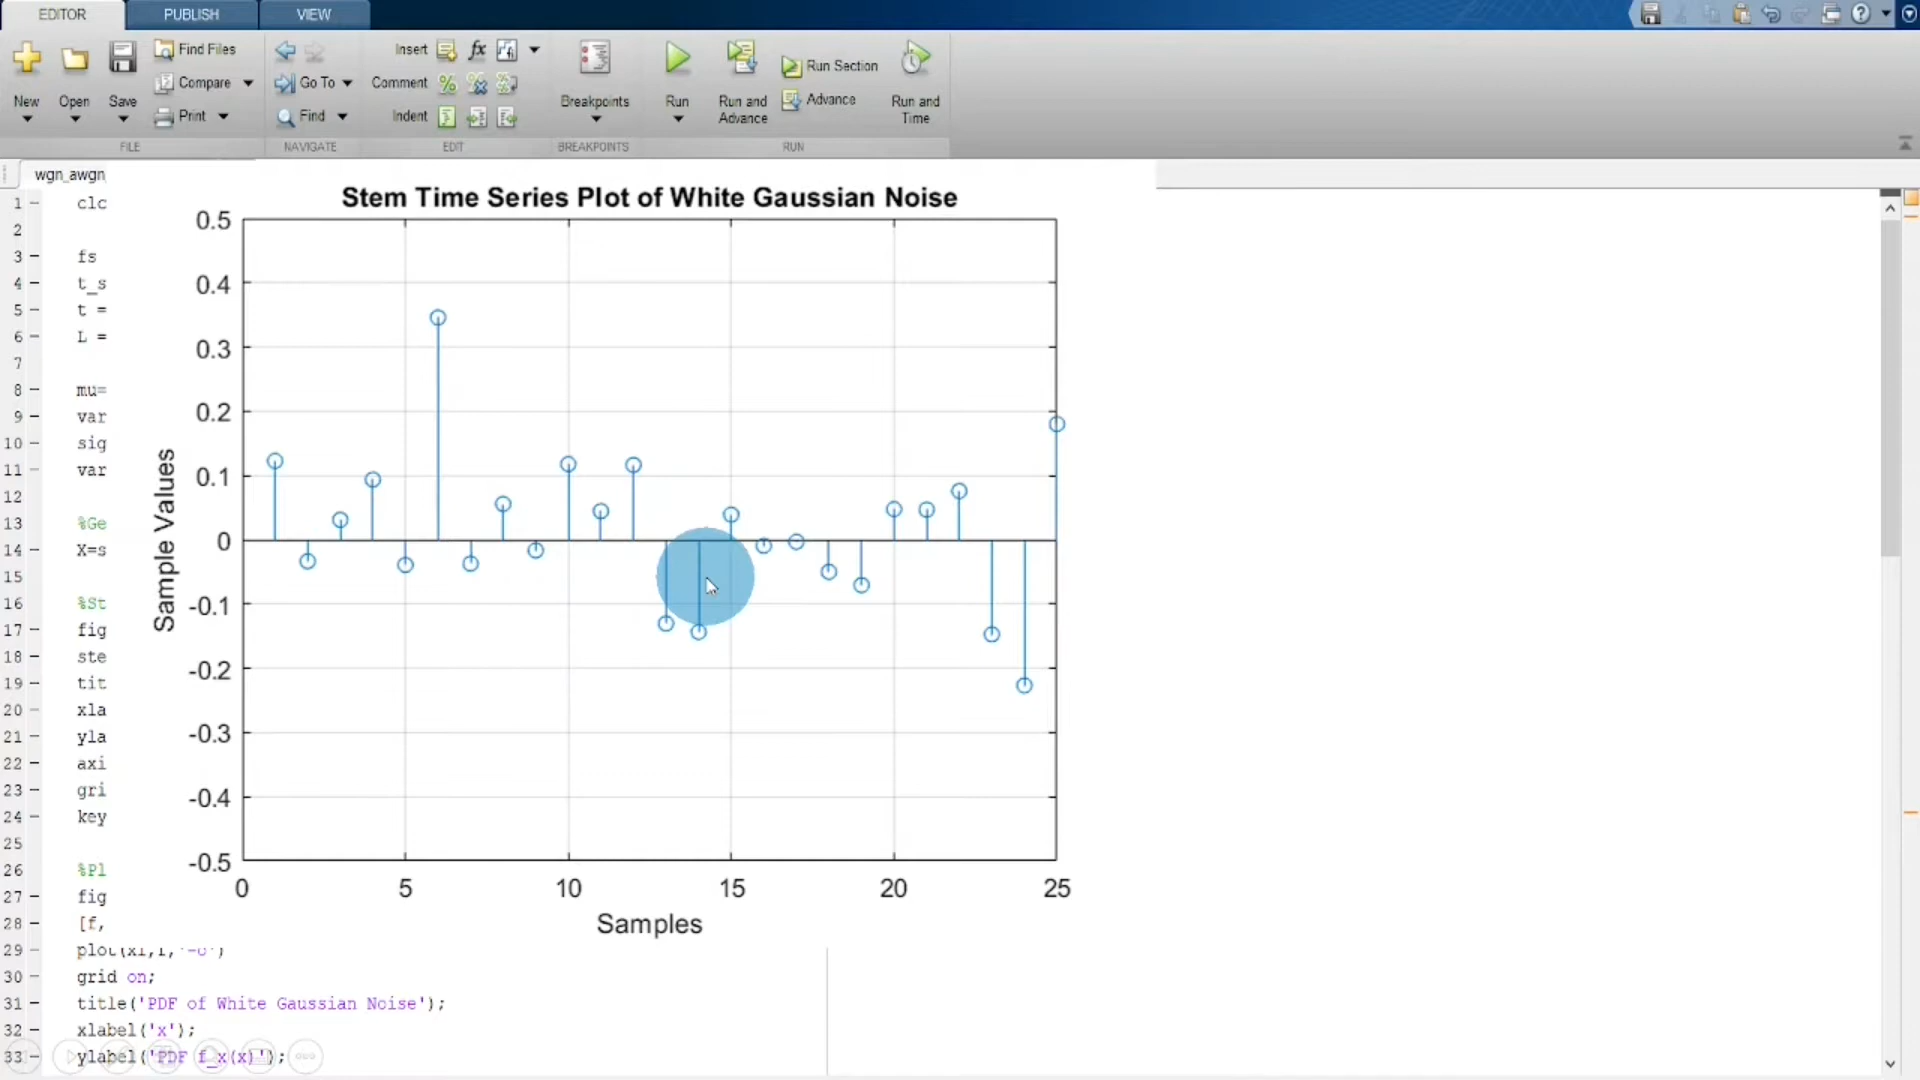 EDITOR PUBLISH VIEW
New Open Save
Find Files
Compare
Print
FILE
Go To
Find
NAVIGATE
Insert fx
Comment
Indent
EDIT
Breakpoints
BREAKPOINTS
Run
Run and Advance
Run Section
Advance
Run and Time
RUN
wgn_awgn
Stem Time Series Plot of White Gaussian Noise
0.5
0.4
0.3
0.2
0.1
0
-0.1
-0.2
-0.3
-0.4
-0.5
Sample Values
0 5 10 15 20 25
Samples
1 clc
2
3 fs
4 t_s
5 t =
6 L =
7
8 mu=
9 var
10 sig
11 var
12
13 %Ge
14 X=s
15
16 %St
17 fig
18 ste
19 tit
20 xla
21 yla
22 axi
23 gri
24 key
25
26 %Pl
27 fig
28 [f,
29
30 grid on;
31 title('PDF of White Gaussian Noise');
32 xlabel('x');
33 ylabel('PDF f_x(x)');